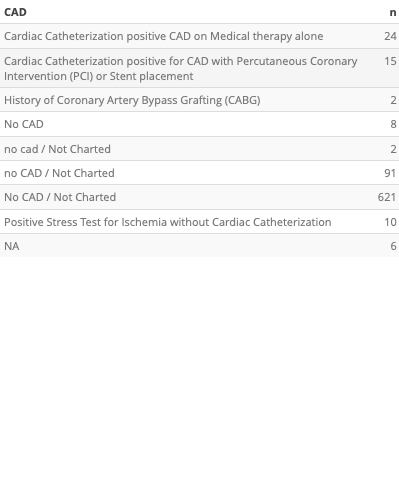 CAD n
Cardiac Catheterization positive CAD on Medical therapy alone 24
Cardiac Catheterization positive for CAD with Percutaneous Coronary 15
Intervention (PCI) or Stent placement
History of Coronary Artery Bypass Grafting (CABG) 2
No CAD 8
no cad / Not Charted 2
no CAD / Not Charted 91
No CAD / Not Charted 621
Positive Stress Test for Ischemia without Cardiac Catheterization 10
NA 6